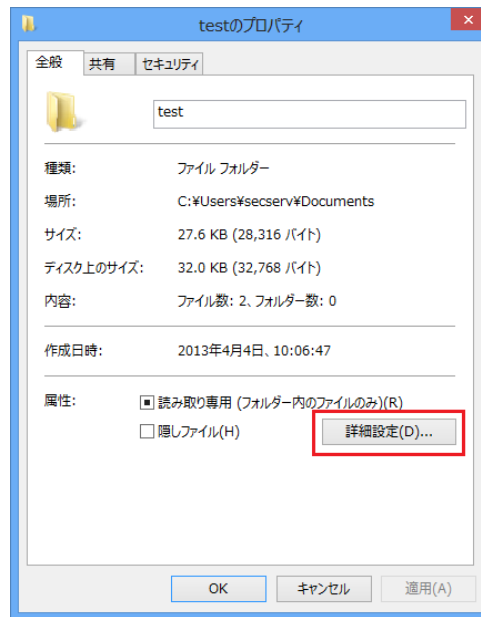 testのプロパティ
全般 共有 セキュリティ
test
種類: ファイル フォルダー
場所: C:¥Users¥secserv¥Documents
サイズ: 27.6 KB (28,316 バイト)
ディスク上のサイズ: 32.0 KB (32,768 バイト)
内容: ファイル数: 2、フォルダー数: 0
作成日時: 2013年4月4日、10:06:47
属性: 読み取り専用 (フォルダー内のファイルのみ)(R)
隠しファイル(H) 詳細設定(D)...
OK キャンセル 適用(A)